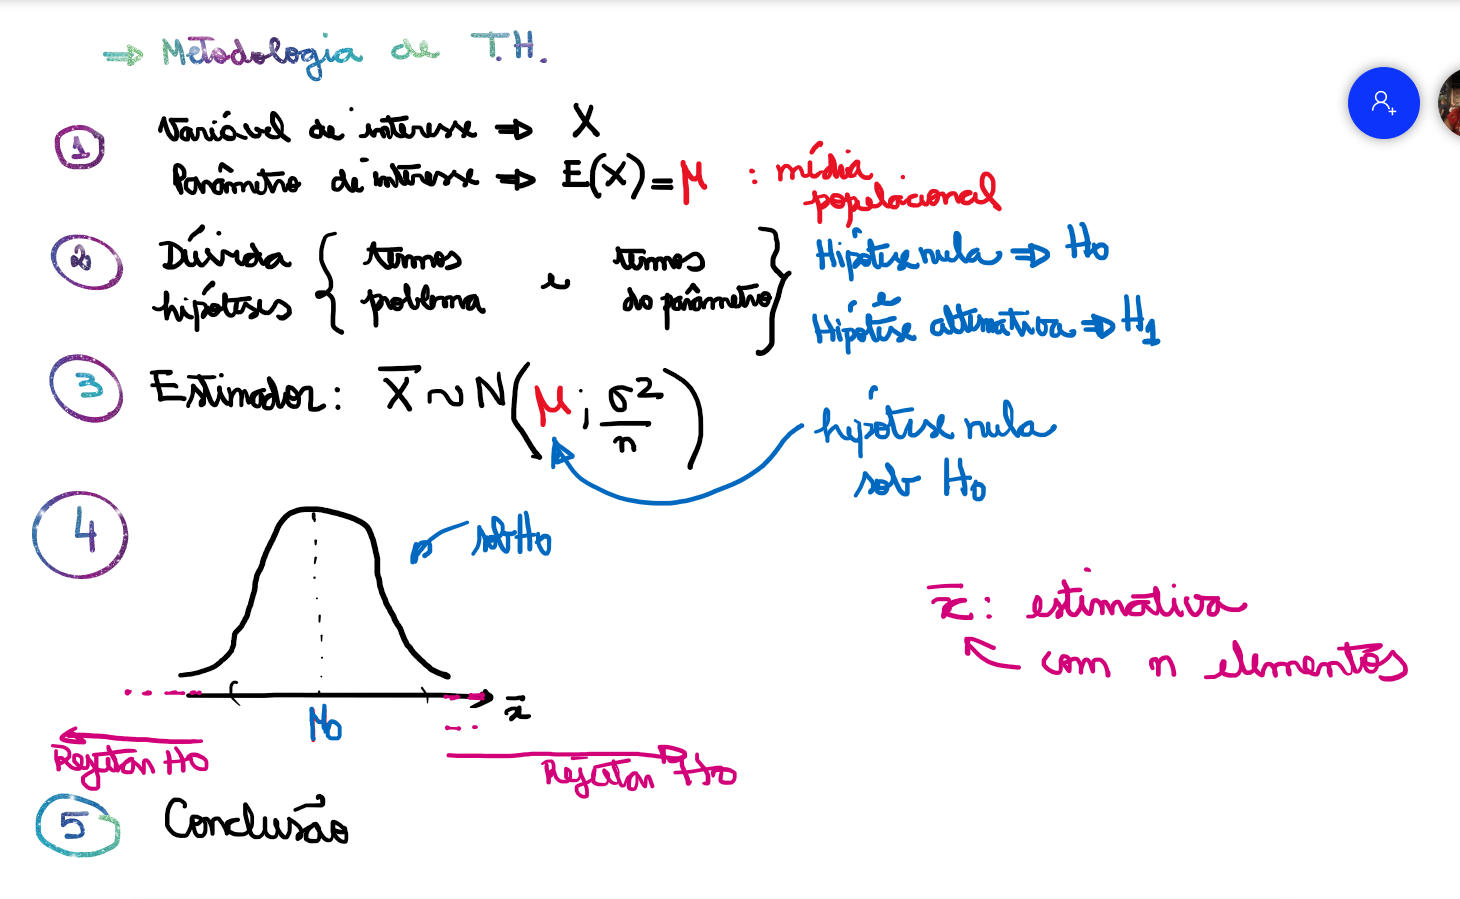 ⇒ Metodologia de T.H.
① Variável de interesse ⇒ X
Parâmetro de interesse ⇒ E(X) = μ : média populacional
② Dúvida hipóteses { termos problema e termos do parâmetro }
Hipótese nula ⇒ H0
e
Hipótese alternativa ⇒ H1
③ Estimador: X̄ ~ N(μ; σ²/n)
hipótese nula
sob H0
④
sob H0
x̄
μ0
Rejeitar H0
Rejeitar H0
x̄: estimativa
com n elementos
⑤ Conclusão